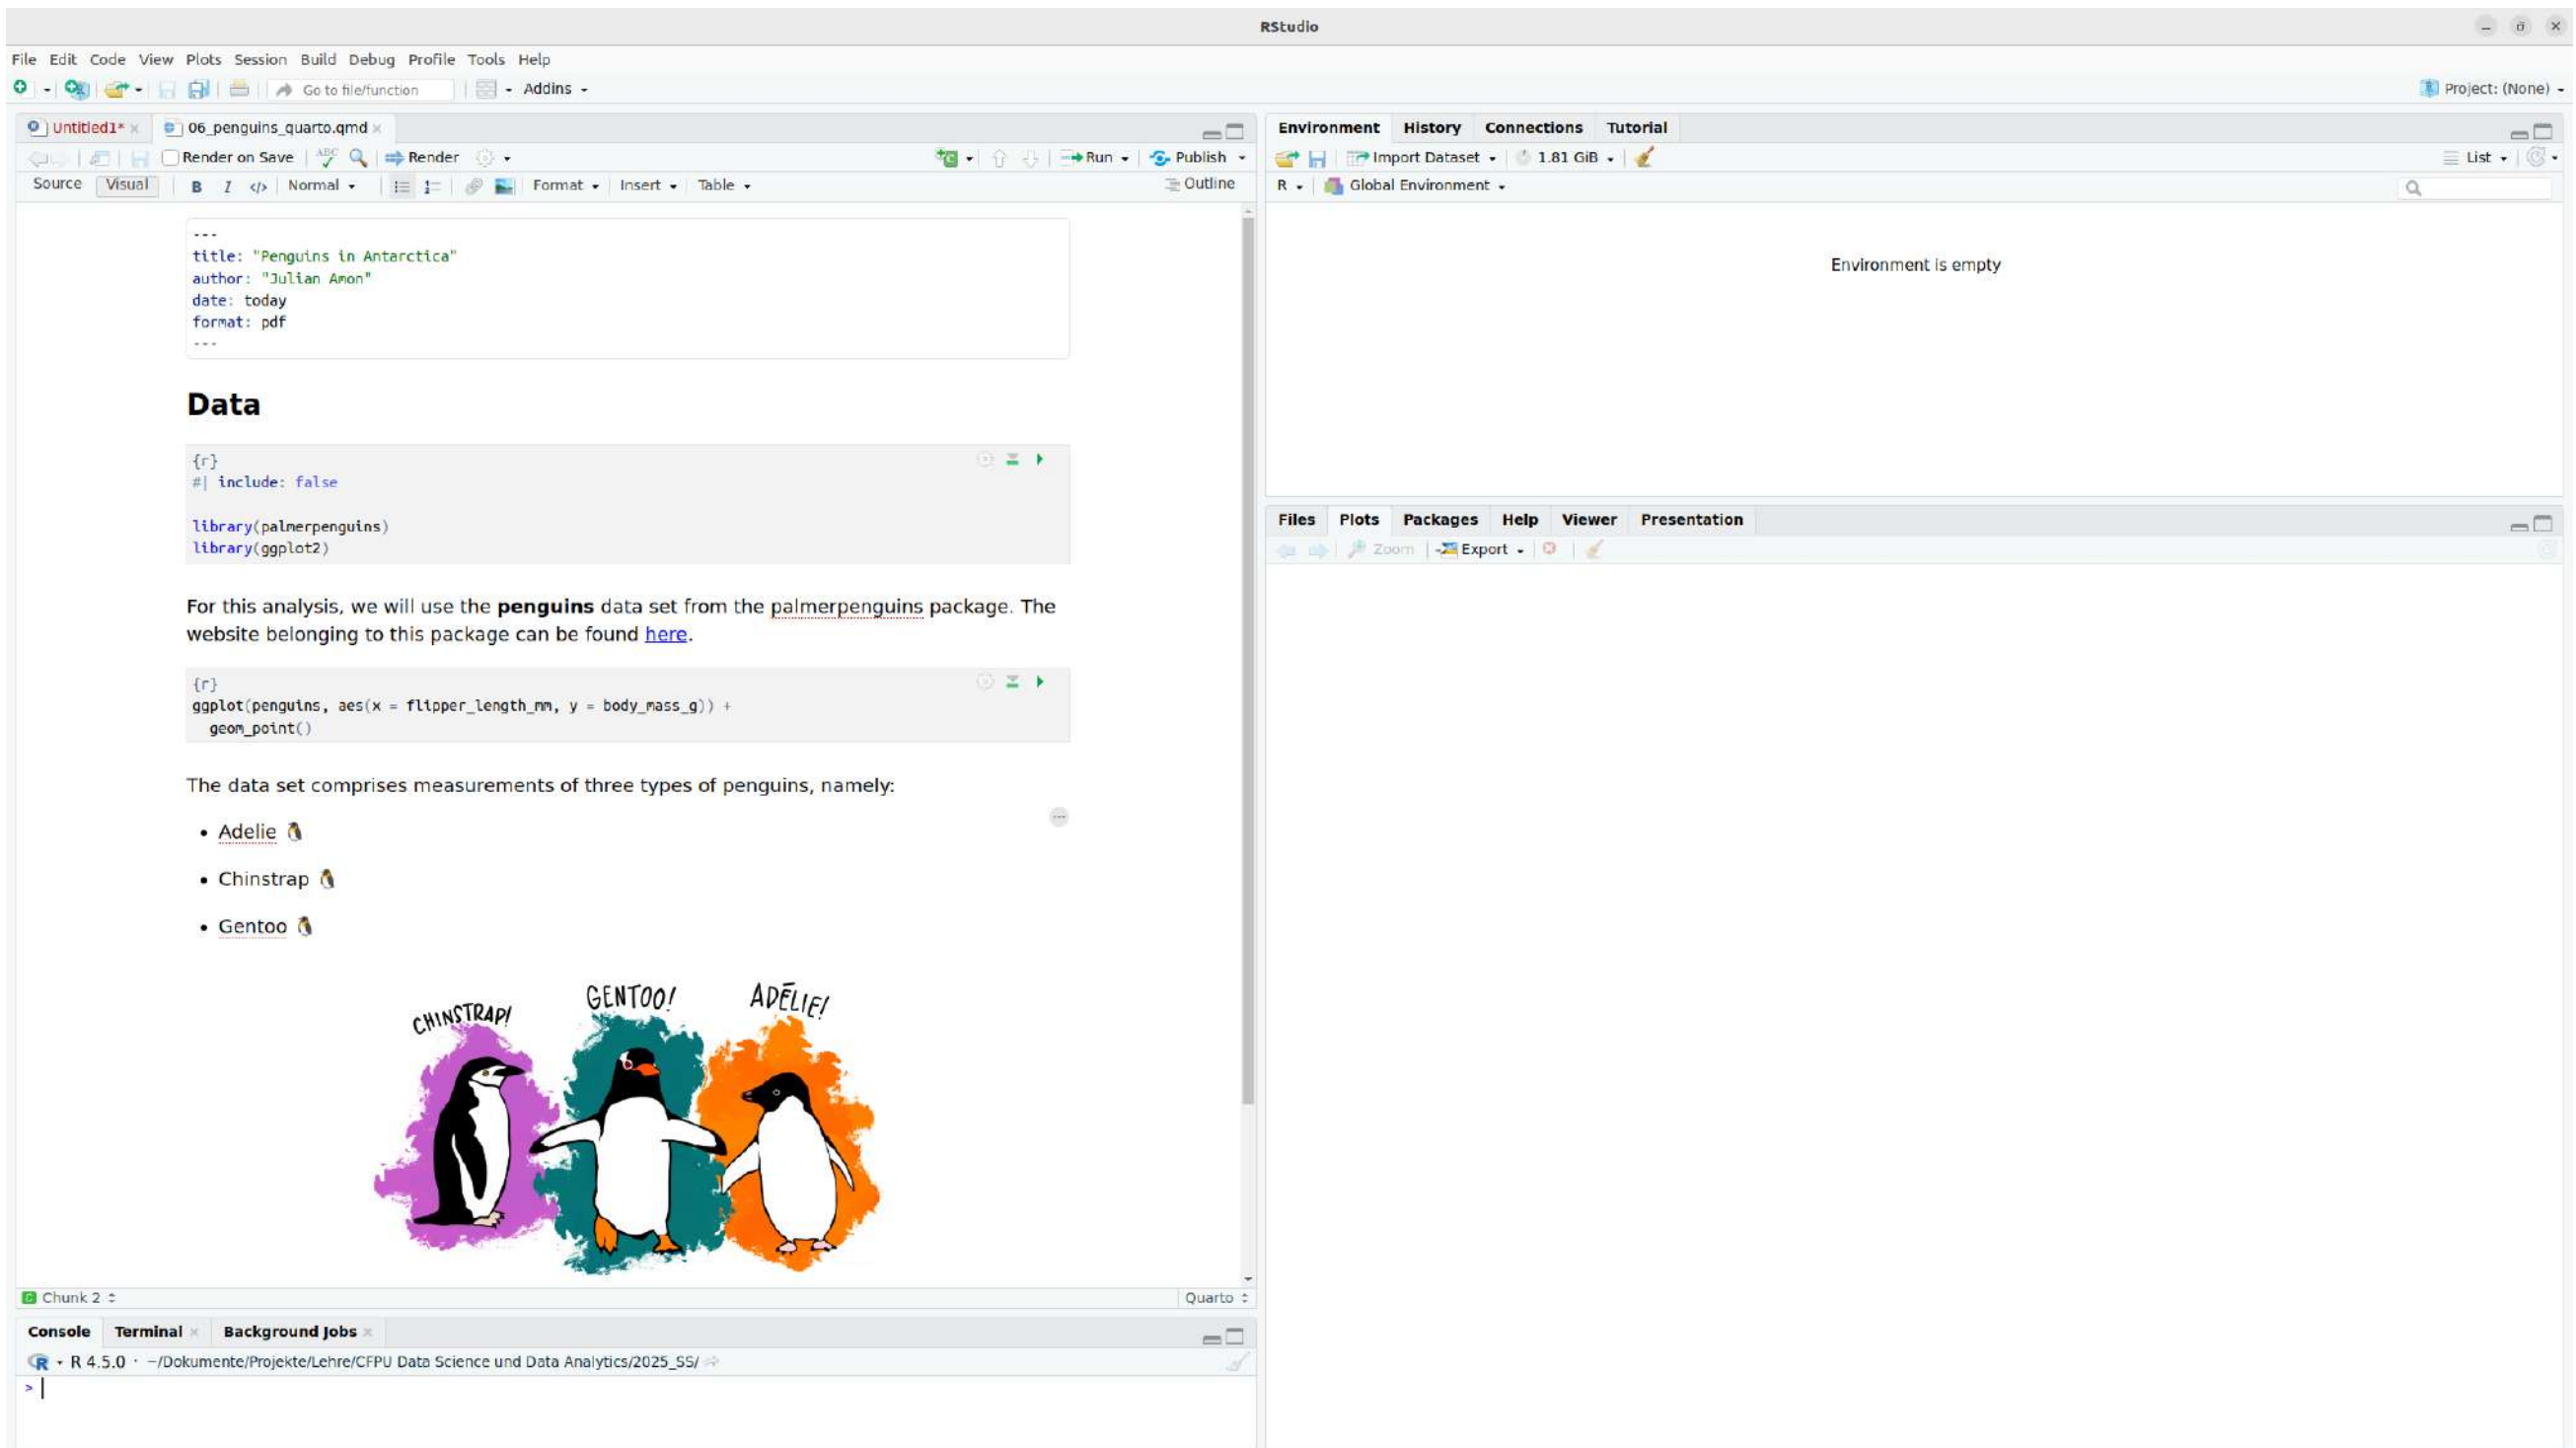 RStudio
File Edit Code View Plots Session Build Debug Profile Tools Help
Go to file/function Addins
Project: (None)
Untitled1* 06_penguins_quarto.qmd
Render on Save ABC Render Run Publish
Source Visual B I </> Normal Format Insert Table Outline
---
title: "Penguins in Antarctica"
author: "Julian Amon"
date: today
format: pdf
---
Data
{r}
#| include: false
library(palmerpenguins)
library(ggplot2)
For this analysis, we will use the penguins data set from the palmerpenguins package. The
website belonging to this package can be found here.
{r}
ggplot(penguins, aes(x = flipper_length_mm, y = body_mass_g)) +
geom_point()
The data set comprises measurements of three types of penguins, namely:
• Adelie 🐧
• Chinstrap 🐧
• Gentoo 🐧
CHINSTRAP!
GENTOO!
ADÉLIE!
Chunk 2
Quarto
Console Terminal Background Jobs
R 4.5.0 · ~/Dokumente/Projekte/Lehre/CFPU Data Science und Data Analytics/2025_SS/
>
Environment History Connections Tutorial
Import Dataset 1.81 GiB List
R Global Environment
Environment is empty
Files Plots Packages Help Viewer Presentation
Zoom Export